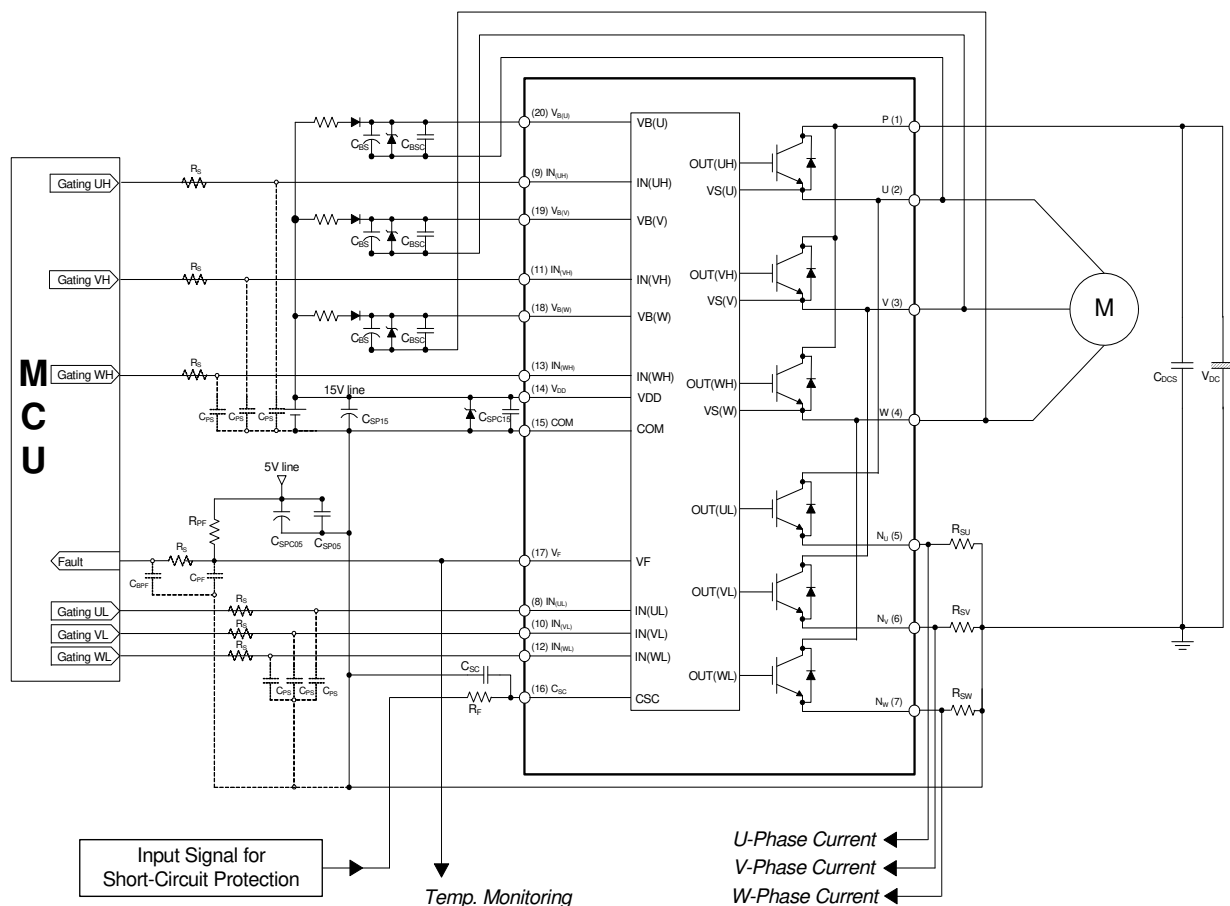 (20) VB(U)
VB(U)
P (1)
CBS
CBSC
OUT(UH)
Gating UH
RS
(9) IN(UH)
IN(UH)
VS(U)
U (2)
(19) VB(V)
VB(V)
CBS
CBSC
Gating VH
RS
(11) IN(VH)
IN(VH)
OUT(VH)
VS(V)
V (3)
M
(18) VB(W)
VB(W)
CBS
CBSC
MCU
Gating WH
RS
(13) IN(WH)
IN(WH)
OUT(WH)
CDCS
VDC
15V line
(14) VDD
VDD
VS(W)
W (4)
CPS
CPS
CPS
CSP15
CSPC15
(15) COM
COM
5V line
RPF
CSPC05
CSP05
OUT(UL)
NU (5)
RSU
Fault
RS
(17) VF
VF
CBPF
CPF
OUT(VL)
Gating UL
RS
(8) IN(UL)
IN(UL)
Gating VL
RS
(10) IN(VL)
IN(VL)
NV (6)
RSV
Gating WL
RS
(12) IN(WL)
IN(WL)
OUT(WL)
CPS
CPS
CPS
CSC
RF
(16) CSC
CSC
NW (7)
RSW
Input Signal for
Short-Circuit Protection
Temp. Monitoring
U-Phase Current
V-Phase Current
W-Phase Current